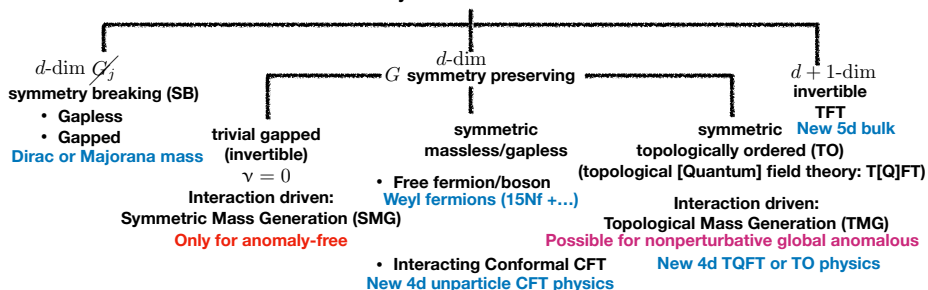 d-dim G̸j
symmetry breaking (SB)
• Gapless
• Gapped
Dirac or Majorana mass
d-dim
G symmetry preserving
trivial gapped
(invertible)
ν = 0
Interaction driven:
Symmetric Mass Generation (SMG)
Only for anomaly-free
symmetric
massless/gapless
• Free fermion/boson
Weyl fermions (15Nf +...)
• Interacting Conformal CFT
New 4d unparticle CFT physics
symmetric
topologically ordered (TO)
(topological [Quantum] field theory: T[Q]FT)
Interaction driven:
Topological Mass Generation (TMG)
Possible for nonperturbative global anomalous
New 4d TQFT or TO physics
d + 1-dim
invertible
TFT
New 5d bulk